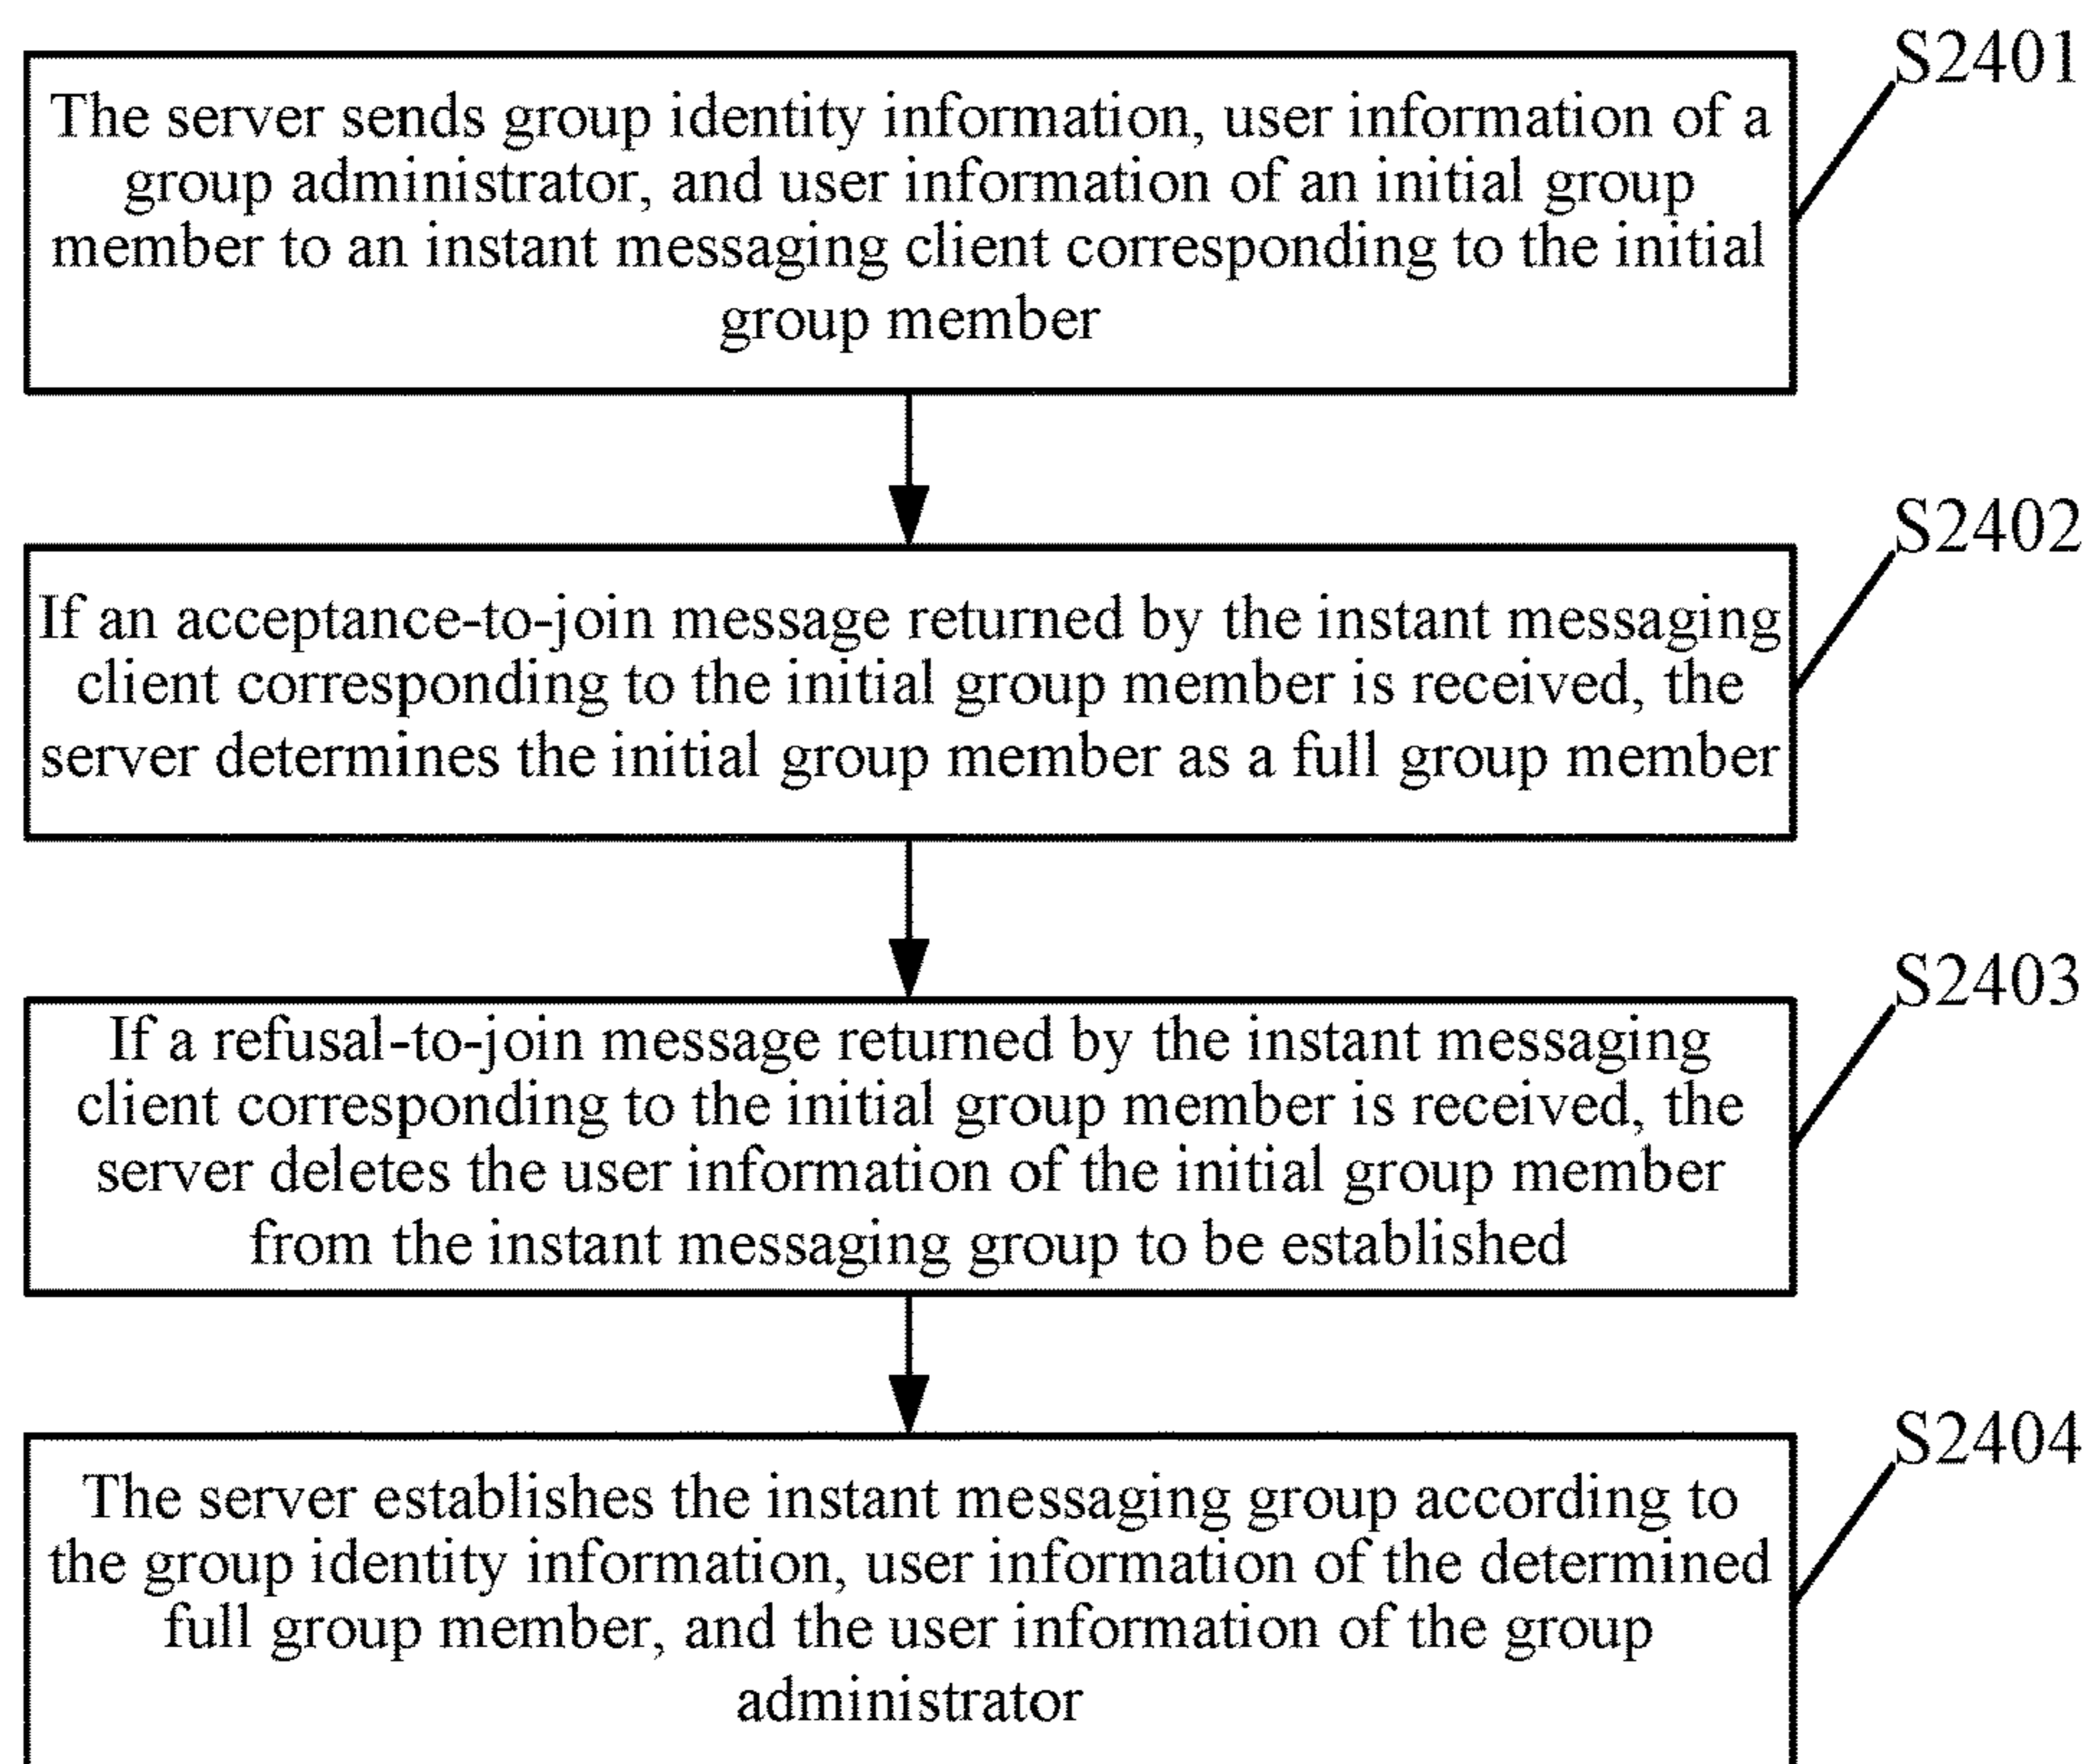 S2401
The server sends group identity information, user information of a
group administrator, and user information of an initial group
member to an instant messaging client corresponding to the initial
group member
S2402
If an acceptance-to-join message returned by the instant messaging
client corresponding to the initial group member is received, the
server determines the initial group member as a full group member
S2403
If a refusal-to-join message returned by the instant messaging
client corresponding to the initial group member is received, the
server deletes the user information of the initial group member
from the instant messaging group to be established
S2404
The server establishes the instant messaging group according to
the group identity information, user information of the determined
full group member, and the user information of the group
administrator